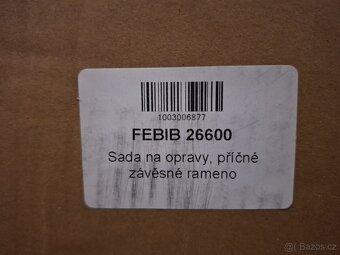 1003006877
FEBIB 26600
Sada na opravy, příčné
závěsné rameno
Bazos.cz